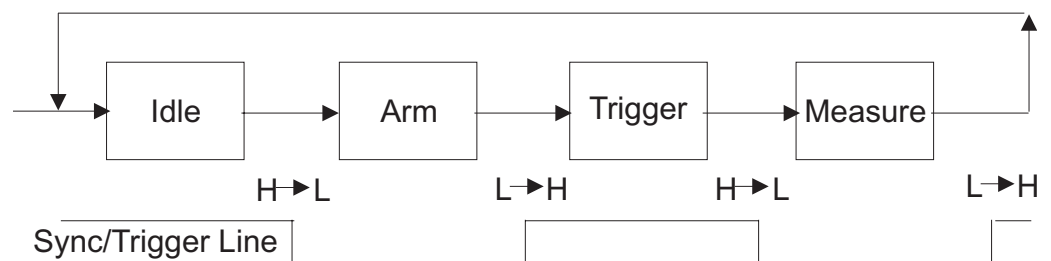 Idle
Arm
Trigger
Measure
H→L
L→H
H→L
L→H
Sync/Trigger Line